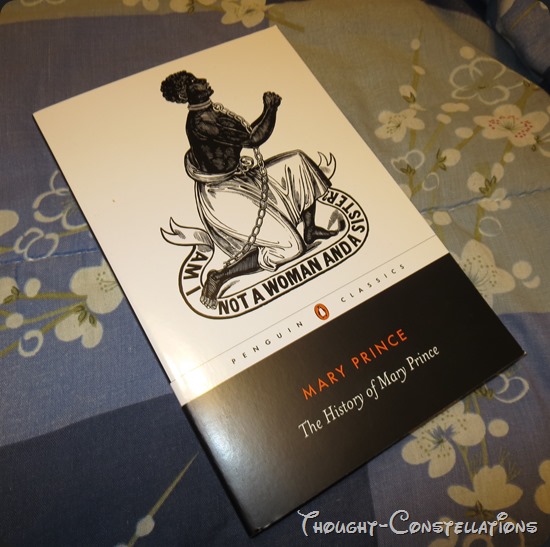 AM I NOT A WOMAN AND A SISTER!
PENGUIN CLASSICS
MARY PRINCE
The History of Mary Prince
Thought-Constellations